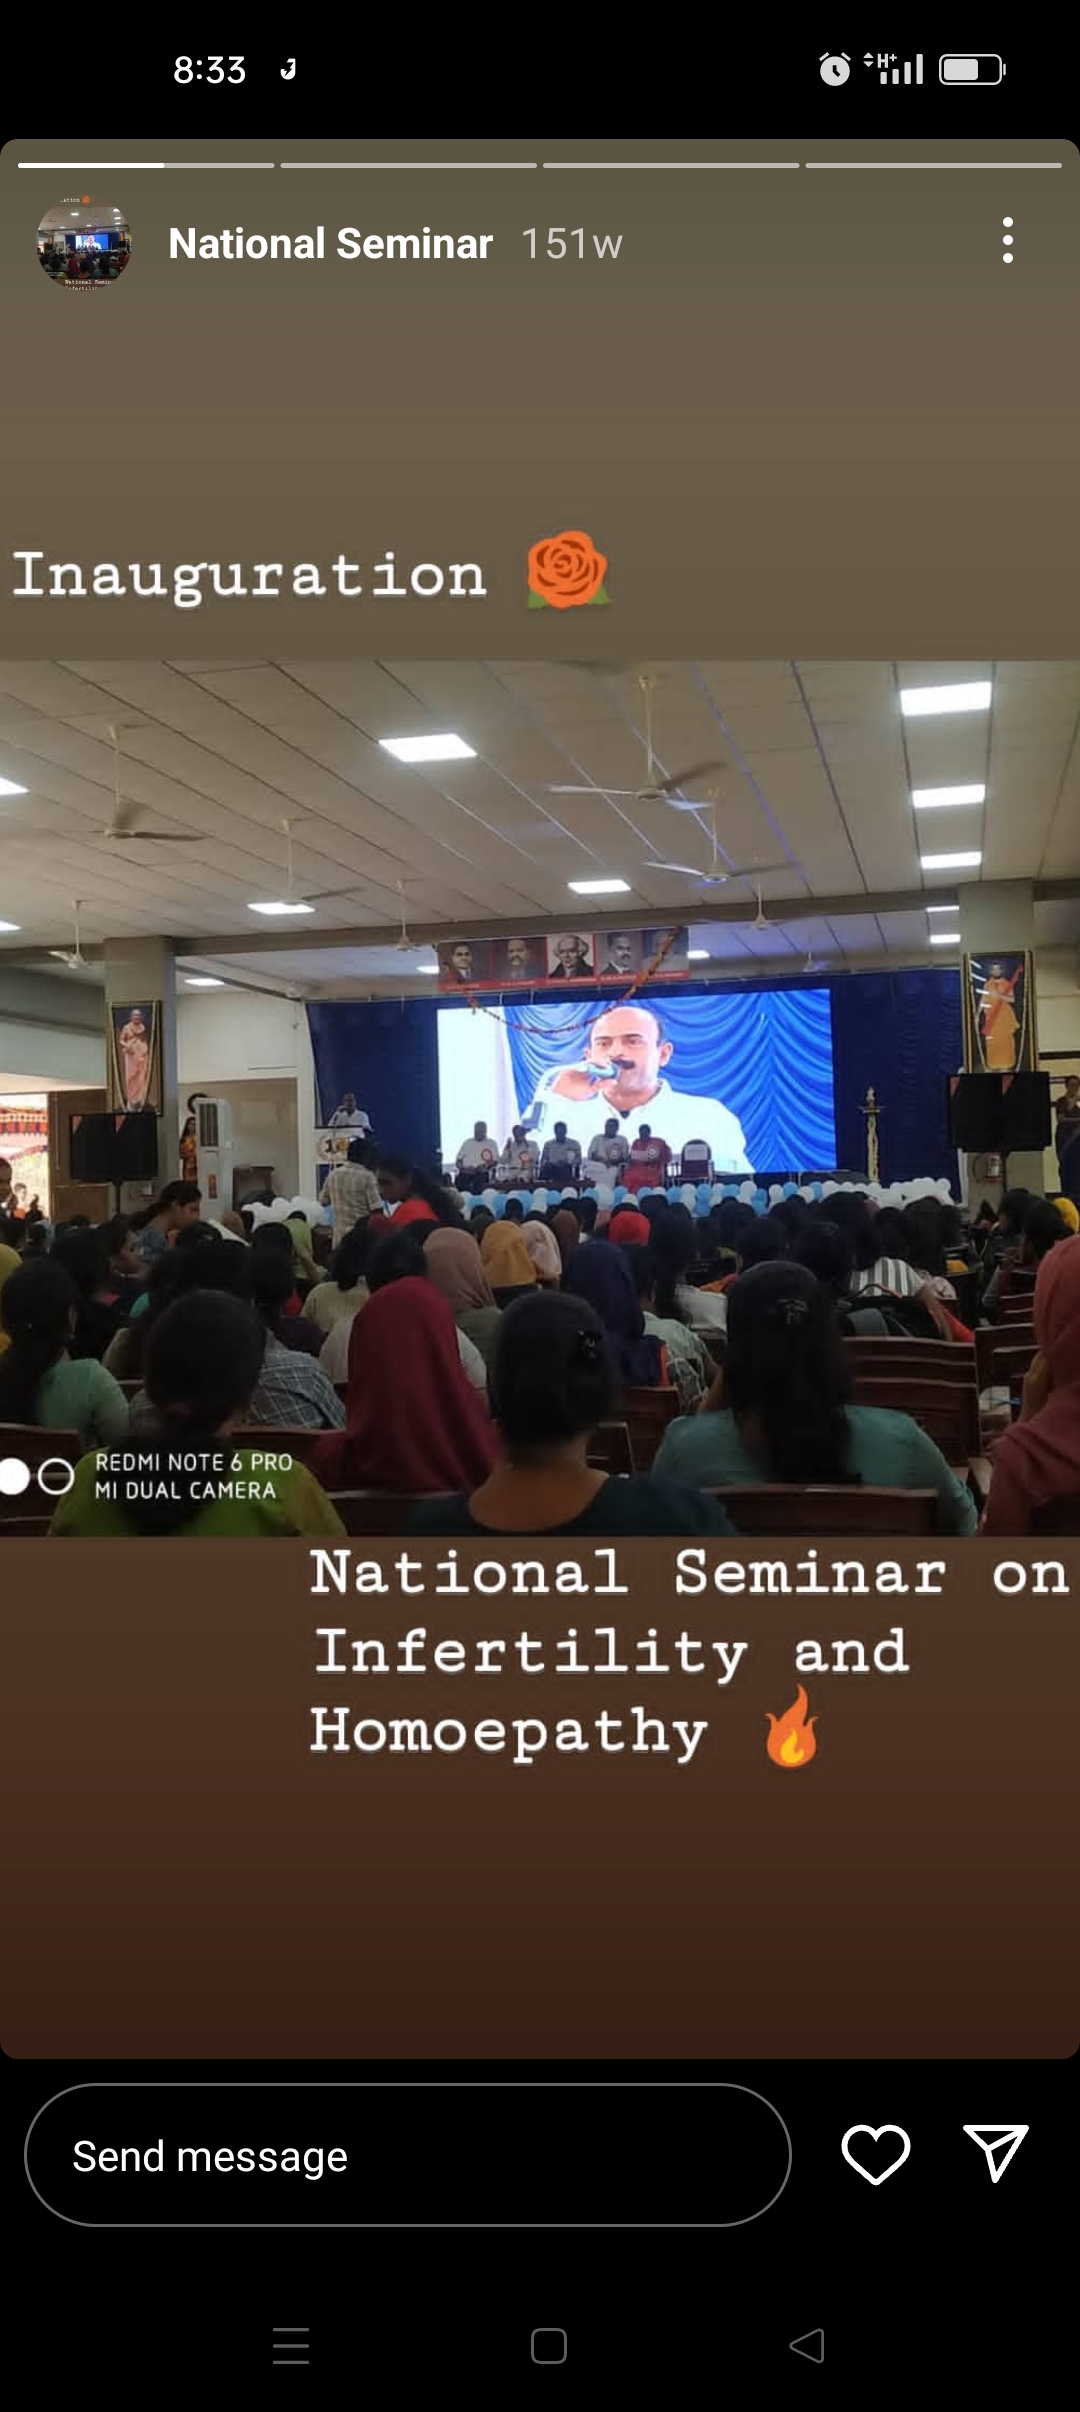 8:33
H+
National Seminar 151w
Inauguration
REDMI NOTE 6 PRO
MI DUAL CAMERA
National Seminar on
Infertility and
Homoepathy
Send message